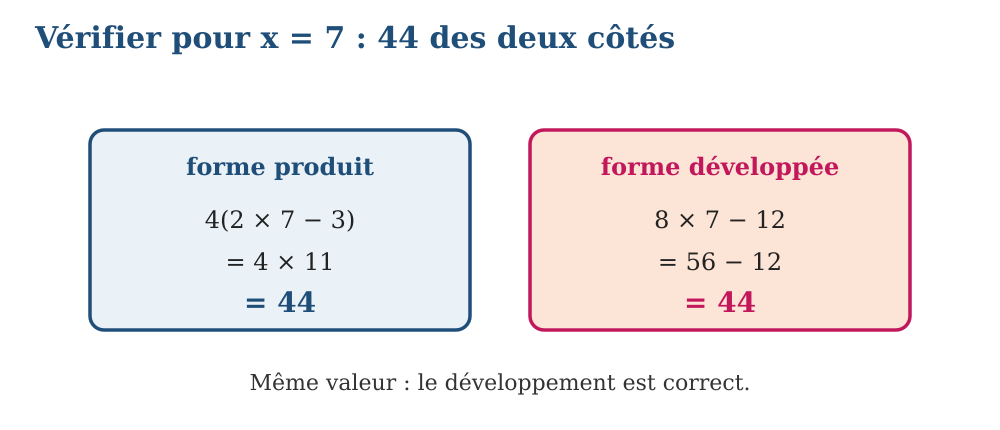 Vérifier pour x = 7 : 44 des deux côtés
forme produit
4(2 × 7 − 3)
= 4 × 11
= 44
forme développée
8 × 7 − 12
= 56 − 12
= 44
Même valeur : le développement est correct.